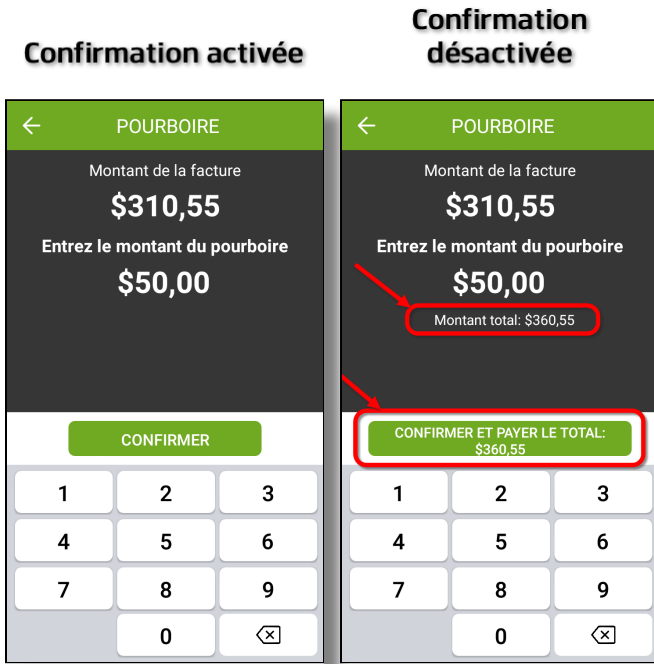 Confirmation activée
POURBOIRE
Montant de la facture
$310,55
Entrez le montant du pourboire
$50,00
CONFIRMER
1 2 3
4 5 6
7 8 9
0
Confirmation
désactivée
POURBOIRE
Montant de la facture
$310,55
Entrez le montant du pourboire
$50,00
Montant total: $360,55
CONFIRMER ET PAYER LE TOTAL:
$360,55
1 2 3
4 5 6
7 8 9
0